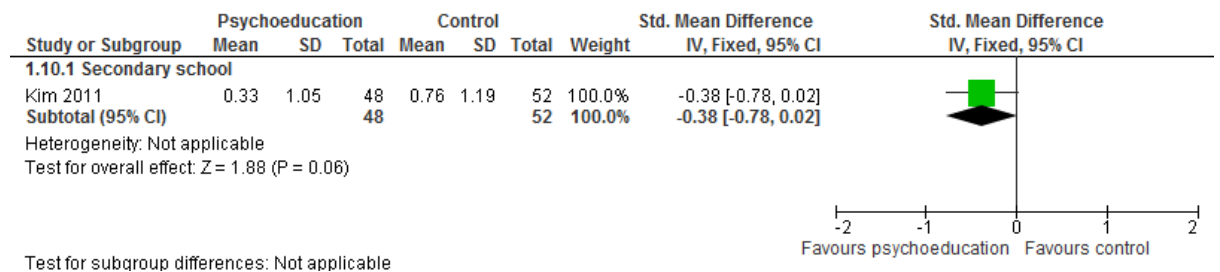 Psychoeducation Control Std. Mean Difference Std. Mean Difference
Study or Subgroup Mean SD Total Mean SD Total Weight IV, Fixed, 95% CI IV, Fixed, 95% CI
1.10.1 Secondary school
Kim 2011 0.33 1.05 48 0.76 1.19 52 100.0% -0.38 [-0.78, 0.02]
Subtotal (95% CI) 48 52 100.0% -0.38 [-0.78, 0.02]
Heterogeneity: Not applicable
Test for overall effect: Z = 1.88 (P = 0.06)
-2 -1 0 1 2
Favours psychoeducation Favours control
Test for subgroup differences: Not applicable